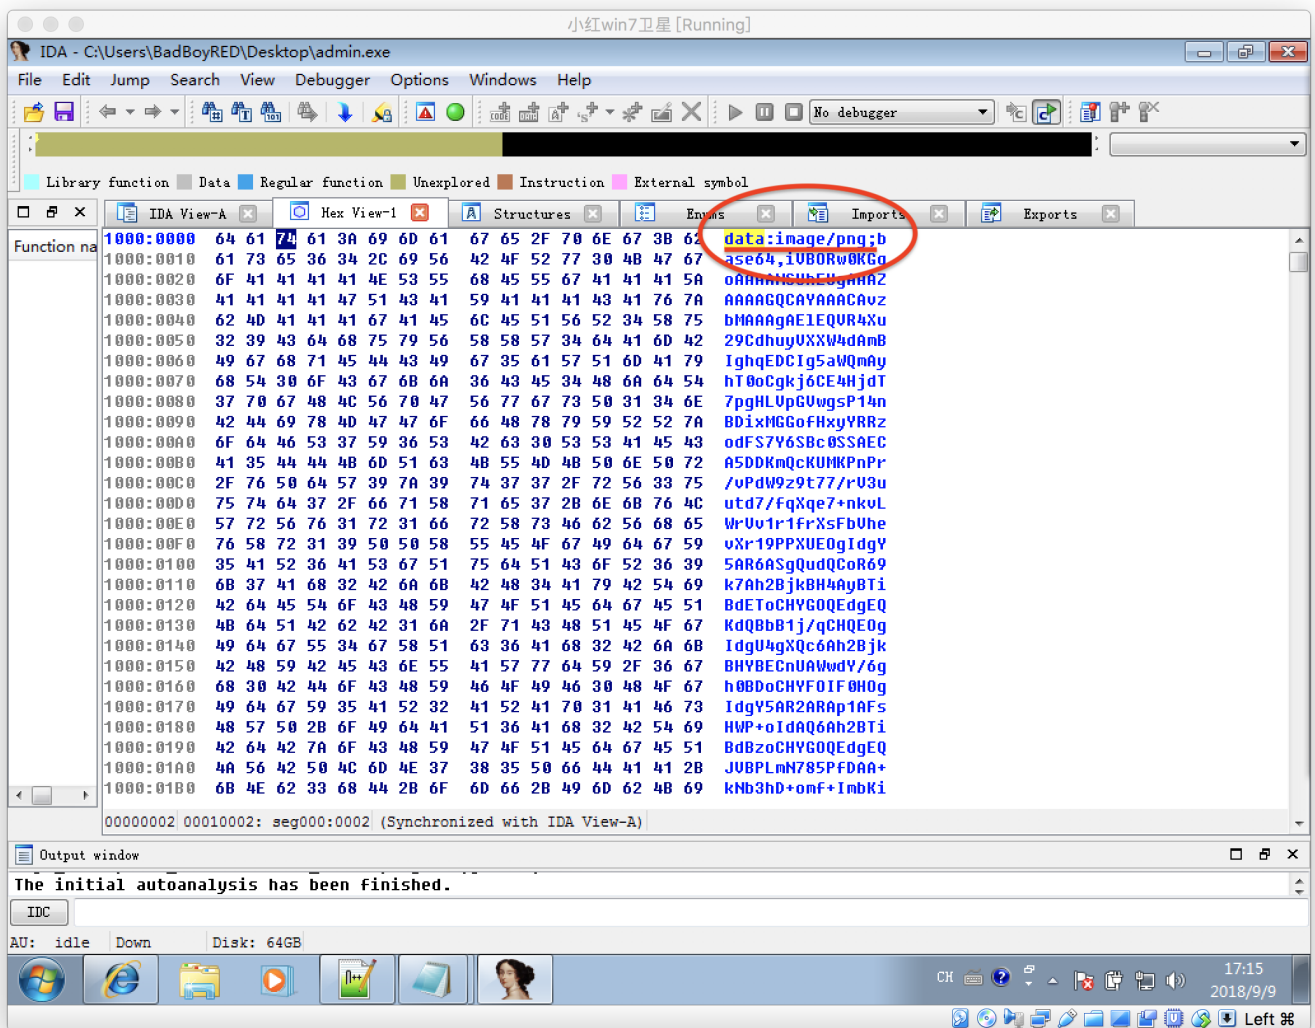 小红win7卫星 [Running]
IDA - C:\Users\BadBoyRED\Desktop\admin.exe
File Edit Jump Search View Debugger Options Windows Help
No debugger
Library function Data Regular function Unexplored Instruction External symbol
IDA View-A Hex View-1 Structures Enums Imports Exports
Function na
1000:0000 64 61 74 61 3A 69 6D 61 67 65 2F 70 6E 67 3B 62 data:image/png;b
1000:0010 61 73 65 36 34 2C 69 56 42 4F 52 77 30 4B 47 67 ase64,iVBORw0KGg
1000:0020 6F 41 41 41 41 4E 53 55 68 45 55 67 41 41 41 5A oAAAANSUhEUgAAAZ
1000:0030 41 41 41 41 47 51 43 41 59 41 41 41 43 41 76 7A AAAAGQCAYAAACAvz
1000:0040 62 4D 41 41 41 67 41 45 6C 45 51 56 52 34 58 75 bMAAAgAElEQVR4Xu
1000:0050 32 39 43 64 68 75 79 56 58 58 57 34 64 41 6D 42 29CdhuyVXXW4dAmB
1000:0060 49 67 68 71 45 44 43 49 67 35 61 57 51 6D 41 79 IghqEDCIg5aWQmAy
1000:0070 68 54 30 6F 43 67 6B 6A 36 43 45 34 48 6A 64 54 hT0oCgkj6CE4HjdT
1000:0080 37 70 67 48 4C 56 70 47 56 77 67 73 50 31 34 6E 7pgHLVpGVwgsP14n
1000:0090 42 44 69 78 4D 47 47 6F 66 48 78 79 59 52 52 7A BDixMGGofHxyYRRz
1000:00A0 6F 64 46 53 37 59 36 53 42 63 30 53 53 41 45 43 odFS7Y6SBc0SSAEC
1000:00B0 41 35 44 44 4B 6D 51 63 4B 55 4D 4B 50 6E 50 72 A5DDKmQcKUMKPnPr
1000:00C0 2F 76 50 64 57 39 7A 39 74 37 37 2F 72 56 33 75 /vPdW9z9t77/rV3u
1000:00D0 75 74 64 37 2F 66 71 58 71 65 37 2B 6E 6B 76 4C utd7/fqXqe7+nkvL
1000:00E0 57 72 56 76 31 72 31 66 72 58 73 46 62 56 68 65 WrVv1r1frXsFbVhe
1000:00F0 76 58 72 31 39 50 50 58 55 45 4F 67 49 64 67 59 vXr19PPXUEOgIdgY
1000:0100 35 41 52 36 41 53 67 51 75 64 51 43 6F 52 36 39 5AR6ASgQudQCoR69
1000:0110 6B 37 41 68 32 42 6A 6B 42 48 34 41 79 42 54 69 k7Ah2BjkBH4AyBTi
1000:0120 42 64 45 54 6F 43 48 59 47 4F 51 45 64 67 45 51 BdEToCHYGOQEdgEQ
1000:0130 4B 64 51 42 62 42 31 6A 2F 71 43 48 51 45 4F 67 KdQBbB1j/qCHQEOg
1000:0140 49 64 67 55 34 67 58 51 63 36 41 68 32 42 6A 6B IdgU4gXQc6Ah2Bjk
1000:0150 42 48 59 42 45 43 6E 55 41 57 77 64 59 2F 36 67 BHYBECnUAWwdY/6g
1000:0160 68 30 42 44 6F 43 48 59 46 4F 49 46 30 48 4F 67 h0BDoCHYFOIF0HOg
1000:0170 49 64 67 59 35 41 52 32 41 52 41 70 31 41 46 73 IdgY5AR2ARAp1AFs
1000:0180 48 57 50 2B 6F 49 64 41 51 36 41 68 32 42 54 69 HWP+oIdAQ6Ah2BTi
1000:0190 42 64 42 7A 6F 43 48 59 47 4F 51 45 64 67 45 51 BdBzoCHYGOQEdgEQ
1000:01A0 4A 56 42 50 4C 6D 4E 37 38 35 50 66 44 41 41 2B JVBPLmN785PfDAA+
1000:01B0 6B 4E 62 33 68 44 2B 6F 6D 66 2B 49 6D 62 4B 69 kNb3hD+omf+ImbKi
00000002 00010002: seg000:0002 (Synchronized with IDA View-A)
Output window
The initial autoanalysis has been finished.
IDC
AU: idle Down Disk: 64GB
CH
17:15
2018/9/9
Left ⌘